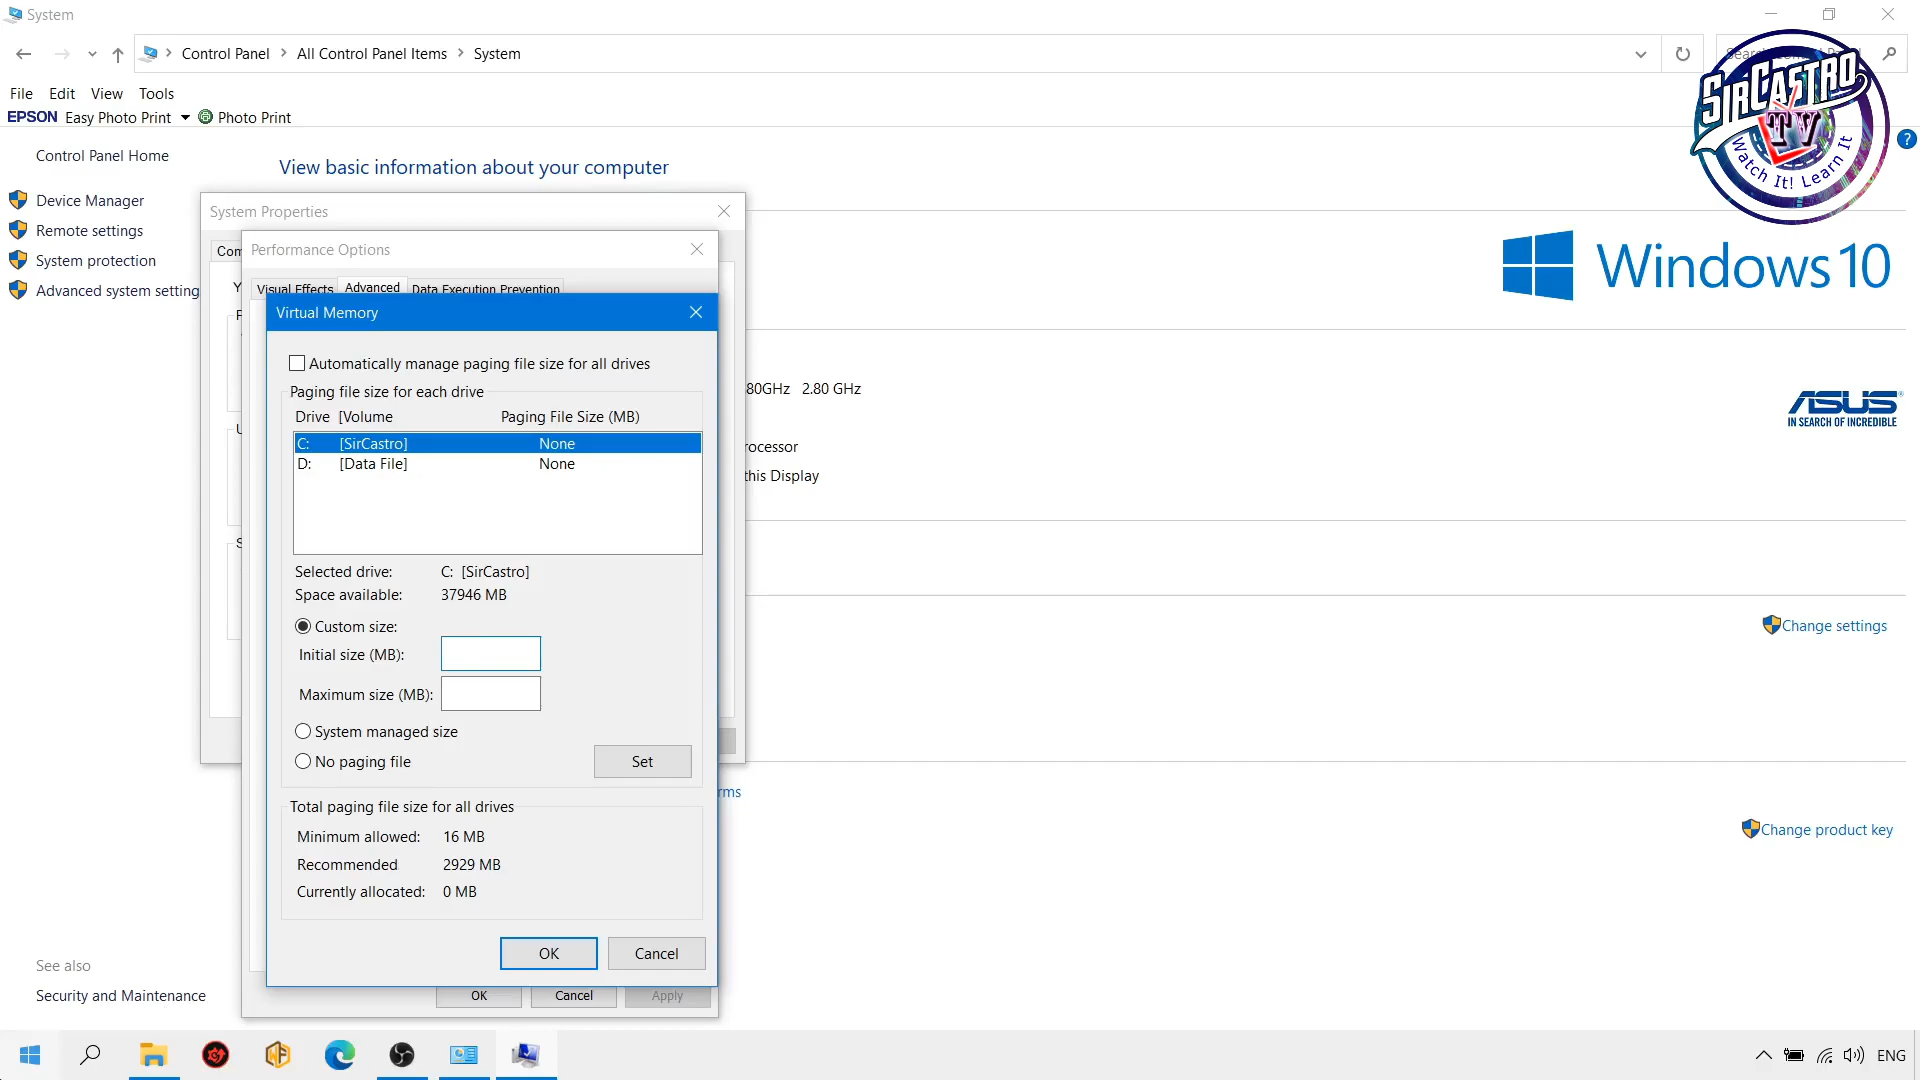 System
Control Panel > All Control Panel Items > System
File Edit View Tools
EPSON Easy Photo Print Photo Print
SIRCASTRO
TV
Watch It! Learn It
?
Control Panel Home
Device Manager
Remote settings
System protection
Advanced system setting
See also
Security and Maintenance
View basic information about your computer
Windows 10
80GHz 2.80 GHz
rocessor
this Display
ASUS
IN SEARCH OF INCREDIBLE
Change settings
rms
Change product key
System Properties
Com
Performance Options
Visual Effects Advanced Data Execution Prevention
Virtual Memory
Automatically manage paging file size for all drives
Paging file size for each drive
Drive [Volume Paging File Size (MB)
C: [SirCastro] None
D: [Data File] None
Selected drive: C: [SirCastro]
Space available: 37946 MB
Custom size:
Initial size (MB):
Maximum size (MB):
System managed size
No paging file
Set
Total paging file size for all drives
Minimum allowed: 16 MB
Recommended 2929 MB
Currently allocated: 0 MB
OK Cancel
OK Cancel Apply
ENG